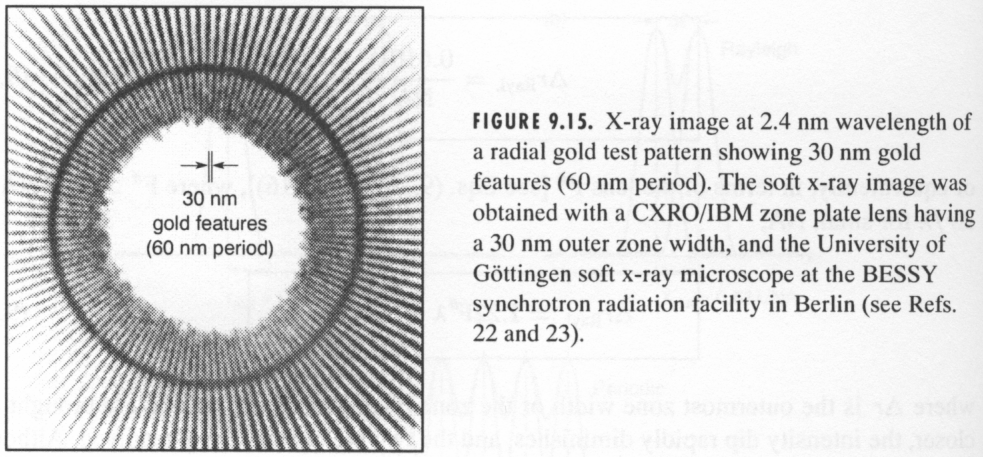 30 nm
gold features
(60 nm period)
FIGURE 9.15. X-ray image at 2.4 nm wavelength of
a radial gold test pattern showing 30 nm gold
features (60 nm period). The soft x-ray image was
obtained with a CXRO/IBM zone plate lens having
a 30 nm outer zone width, and the University of
Göttingen soft x-ray microscope at the BESSY
synchrotron radiation facility in Berlin (see Refs.
22 and 23).